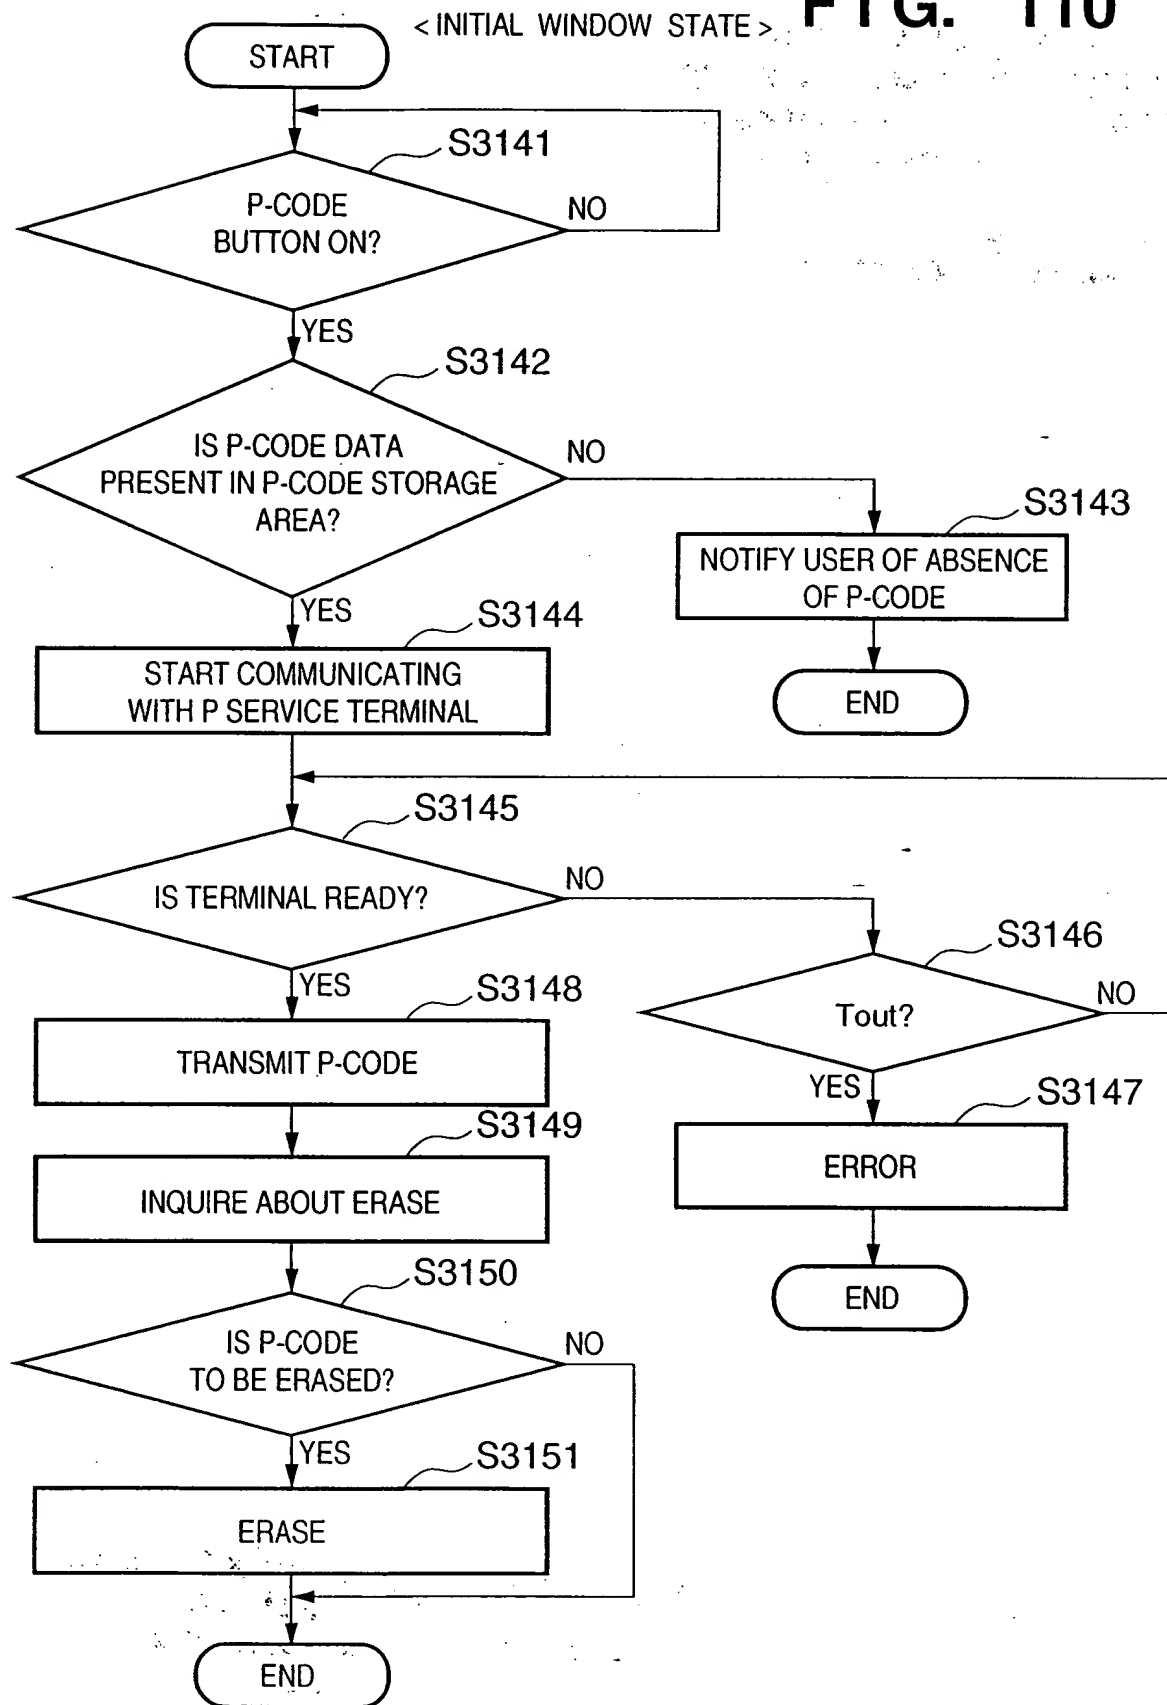 FIG. 110
< INITIAL WINDOW STATE >
START
S3141
P-CODE
BUTTON ON?
NO
YES
S3142
IS P-CODE DATA
PRESENT IN P-CODE STORAGE
AREA?
NO
S3143
NOTIFY USER OF ABSENCE
OF P-CODE
END
YES
S3144
START COMMUNICATING
WITH P SERVICE TERMINAL
S3145
IS TERMINAL READY?
NO
S3146
Tout?
NO
YES
S3147
ERROR
END
YES
S3148
TRANSMIT P-CODE
S3149
INQUIRE ABOUT ERASE
S3150
IS P-CODE
TO BE ERASED?
NO
YES
S3151
ERASE
END